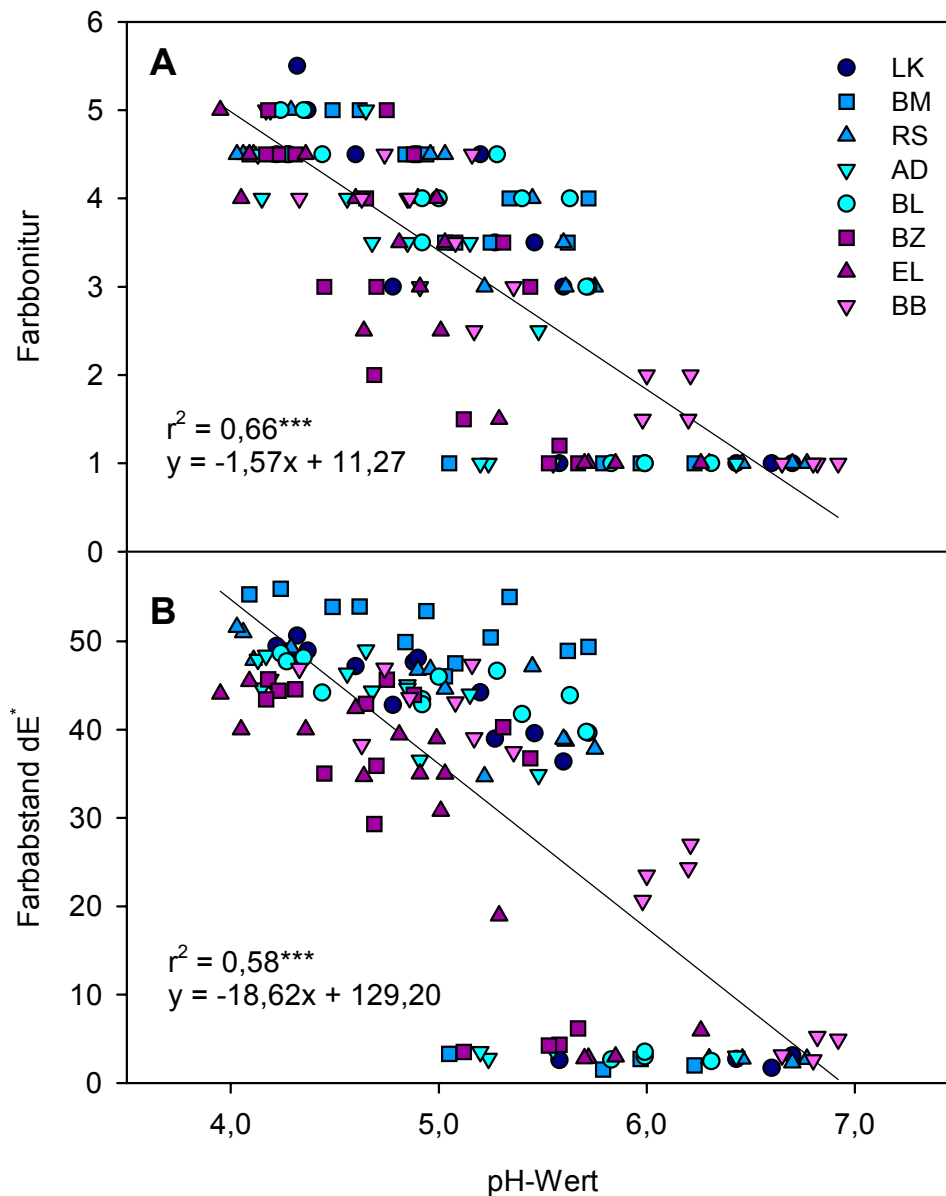 A
6
5
4
3
2
1
0
Farbbonitur
LK
BM
RS
AD
BL
BZ
EL
BB
r² = 0,66***
y = -1,57x + 11,27
B
50
40
30
20
10
0
Farbabstand dE*
r² = 0,58***
y = -18,62x + 129,20
4,0 5,0 6,0 7,0
pH-Wert